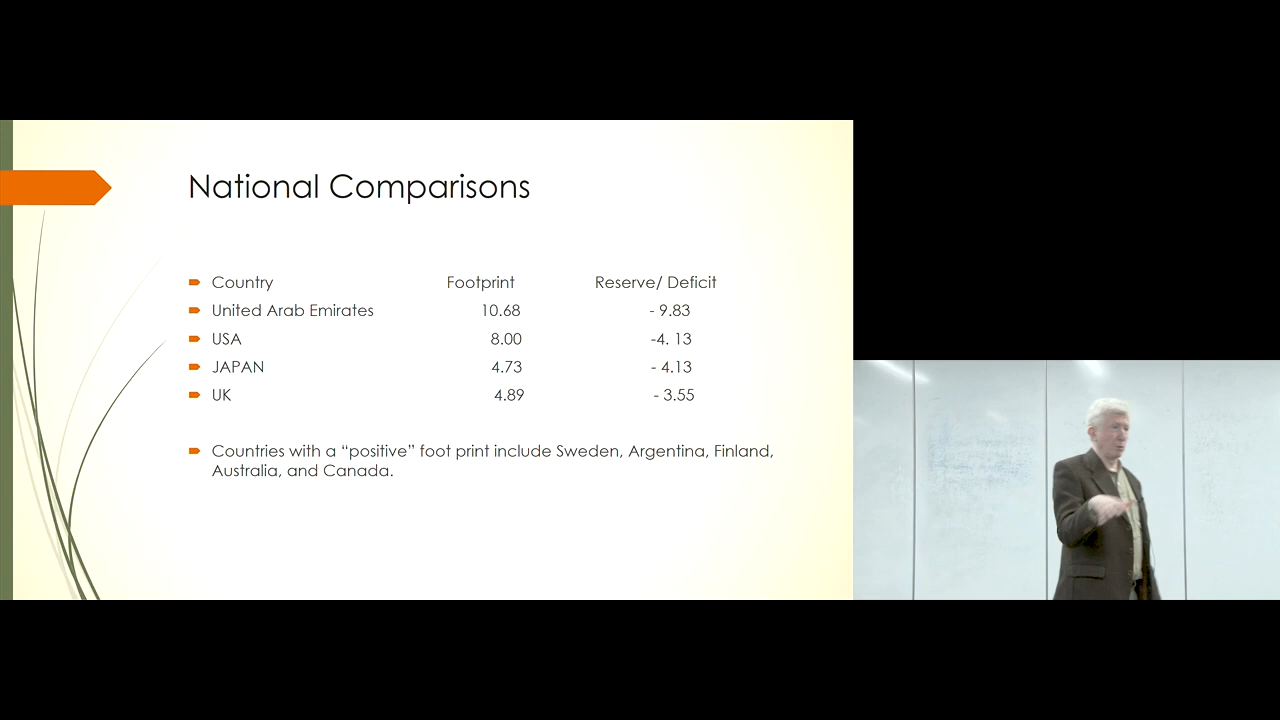 National Comparisons
Country Footprint Reserve/ Deficit
United Arab Emirates 10.68 - 9.83
USA 8.00 -4. 13
JAPAN 4.73 - 4.13
UK 4.89 - 3.55
Countries with a “positive” foot print include Sweden, Argentina, Finland,
Australia, and Canada.